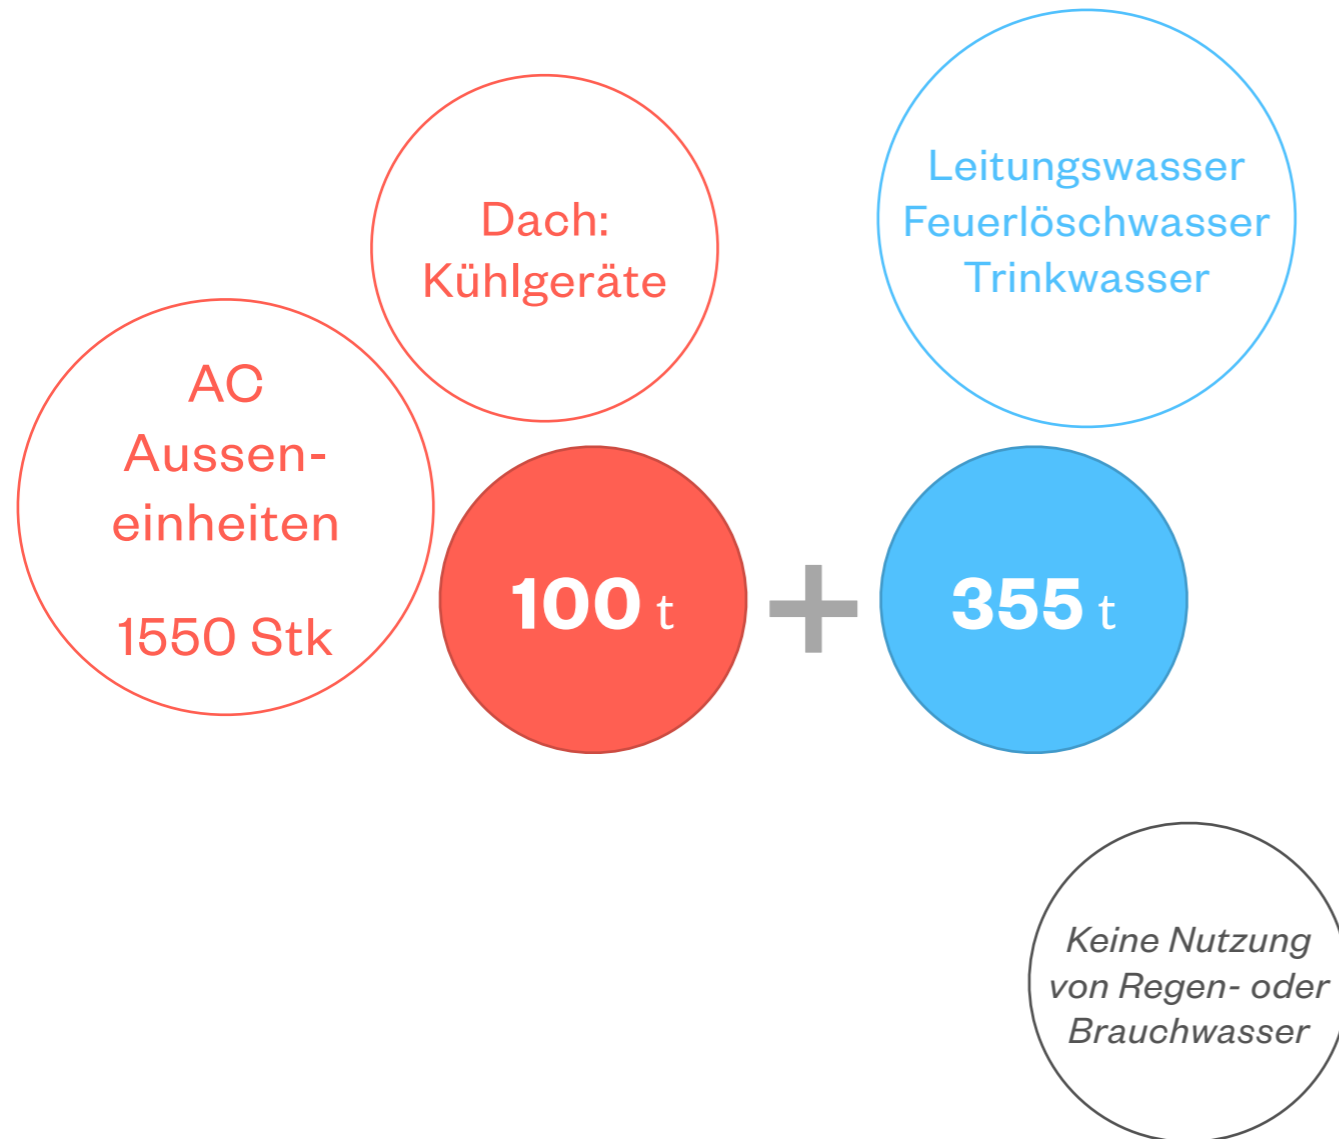 Dach:
Kühlgeräte
Leitungswasser
Feuerlöschwasser
Trinkwasser
AC
Aussen-
einheiten
1550 Stk
100 t
+
355 t
Keine Nutzung
von Regen- oder
Brauchwasser